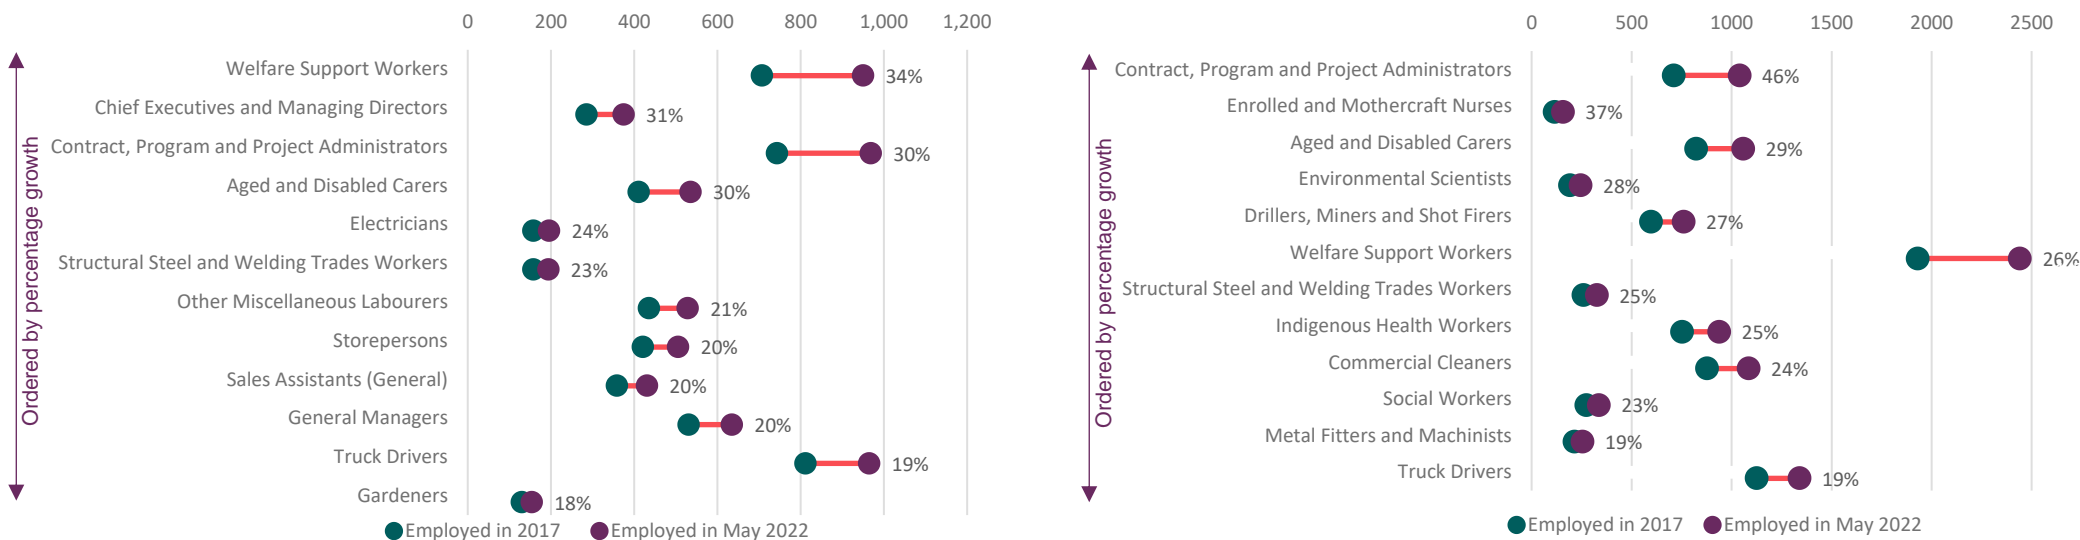 0 200 400 600 800 1,000 1,200
Ordered by percentage growth
Welfare Support Workers 34%
Chief Executives and Managing Directors 31%
Contract, Program and Project Administrators 30%
Aged and Disabled Carers 30%
Electricians 24%
Structural Steel and Welding Trades Workers 23%
Other Miscellaneous Labourers 21%
Storepersons 20%
Sales Assistants (General) 20%
General Managers 20%
Truck Drivers 19%
Gardeners 18%
Employed in 2017 Employed in May 2022
0 500 1000 1500 2000 2500
Ordered by percentage growth
Contract, Program and Project Administrators 46%
Enrolled and Mothercraft Nurses 37%
Aged and Disabled Carers 29%
Environmental Scientists 28%
Drillers, Miners and Shot Firers 27%
Welfare Support Workers 26%
Structural Steel and Welding Trades Workers 25%
Indigenous Health Workers 25%
Commercial Cleaners 24%
Social Workers 23%
Metal Fitters and Machinists 19%
Truck Drivers 19%
Employed in 2017 Employed in May 2022